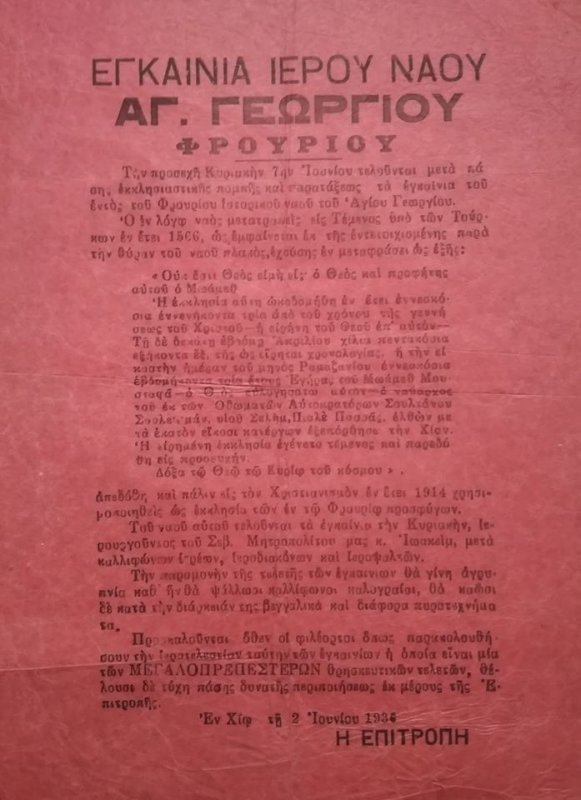 ΕΓΚΑΙΝΙΑ ΙΕΡΟΥ ΝΑΟΥ
ΑΓ. ΓΕΩΡΓΙΟΥ
ΦΡΟΥΡΙΟΥ
Τὴν προσεχῆ Κυριακὴν 7ην Ἰουνίου τελοῦνται μετὰ πά
σης ἐκκλησιαστικῆς πομπῆς καὶ παρατάξεως τὰ ἐγκαίνια τοῦ
ἐντὸς τοῦ Φρουρίου Ἱστορικοῦ ναοῦ τοῦ Ἁγίου Γεωργίου.
Ὁ ἐν λόγῳ ναὸς μετατραπεὶς εἰς Τέμενος ὑπὸ τῶν Τούρ-
κων ἐν ἔτει 1566, ὡς ἐμφαίνεται ἐκ τῆς ἐντετοιχισμένης παρὰ
τὴν θύραν τοῦ ναοῦ πλακὸς, ἐχούσης ἐν μεταφράσει ὡς ἑξῆς:
« Οὐκ ἔστι Θεὸς εἰμὴ εἷς ὁ Θεὸς καὶ προφήτης
αὐτοῦ ὁ Μωάμεθ
Ἡ ἐκκλησία αὕτη ὠκοδομήθη ἐν ἔτει ἐννεακό-
σια ἐννενήκοντα τρία ἀπὸ τοῦ χρόνου τῆς γεννή
σεως τοῦ Χριστοῦ—ἡ εἰρήνη τοῦ Θεοῦ ἐπ' αὐτόν—
Τῇ δὲ δεκάτῃ ἑβδόμῃ Ἀπριλίου χίλια πεντακόσια
ἑξήκοντα ἓξ, τῆς ὡς εἴρηται χρονολογίας, ἢ τὴν εἰ
κοστὴν ἡμέραν τοῦ μηνὸς Ραμαζανίου ἐννεακόσια
ἑβδομήκοντα τρία ἔτους Ἐγήρα, τοῦ Μωάμεθ Μου
σταφᾶ—ὁ Θεὸς εὐλογησάτω αὐτὸν—ὁ ναύαρχος
τοῦ ἐκ τῶν Ὀθωμανῶν Αὐτοκρατόρων Σουλτάνου
Σουλεϊμὰν, υἱοῦ Σελὴμ, Πιαλὲ Πασσᾶς, ἐλθὼν με
τὰ ἑκατὸν εἴκοσι κατέργων ἐξεπόρθησε τὴν Χίον.
Ἡ εἰρημένη ἐκκλησία ἐγένετο τέμενος καὶ παρεδό
θη εἰς προσευχήν.
Δόξα τῷ Θεῷ τῷ Κυρίῳ τοῦ κόσμου » .
ἀπεδόθη καὶ πάλιν εἰς τὸν Χριστιανισμὸν ἐν ἔτει 1914 χρησι-
μοποιηθεὶς ὡς ἐκκλησία τῶν ἐν τῷ Φρουρίῳ προσφύγων.
Τοῦ ναοῦ αὐτοῦ τελοῦνται τὰ ἐγκαίνια τὴν Κυριακὴν, ἱε-
ρουργοῦντος τοῦ Σεβ. Μητροπολίτου μας κ. Ἰωακεὶμ, μετὰ
καλλιφώνων ἱερέων, ἱεροδιακόνων καὶ ἱεροψαλτῶν.
Τὴν παραμονὴν τῆς τελετῆς τῶν ἐγκαινίων θὰ γίνῃ ἀγρυ-
πνία καθ' ἣν θὰ ψάλλωσι καλλίφωνοι καλογραῖαι, θὰ καῶσι
δὲ κατὰ τὴν διάρκειάν της βεγγαλικὰ καὶ διάφορα πυροτεχνήμα
τα.
Προσκαλοῦνται ὅθεν οἱ φιλέορτοι ὅπως παρακολουθή-
σουν τὴν ἱεροτελεστίαν ταύτην τῶν ἐγκαινίων ἡ ὁποία εἶναι μία
τῶν ΜΕΓΑΛΟΠΡΕΠΕΣΤΕΡΩΝ θρησκευτικῶν τελετῶν, θέ-
λουσι δὲ τύχῃ πάσης δυνατῆς περιποιήσεως ἐκ μέρους τῆς Ἐ-
πιτροπῆς.
Ἐν Χίῳ τῇ 2 Ἰουνίου 193
Η ΕΠΙΤΡΟΠΗ